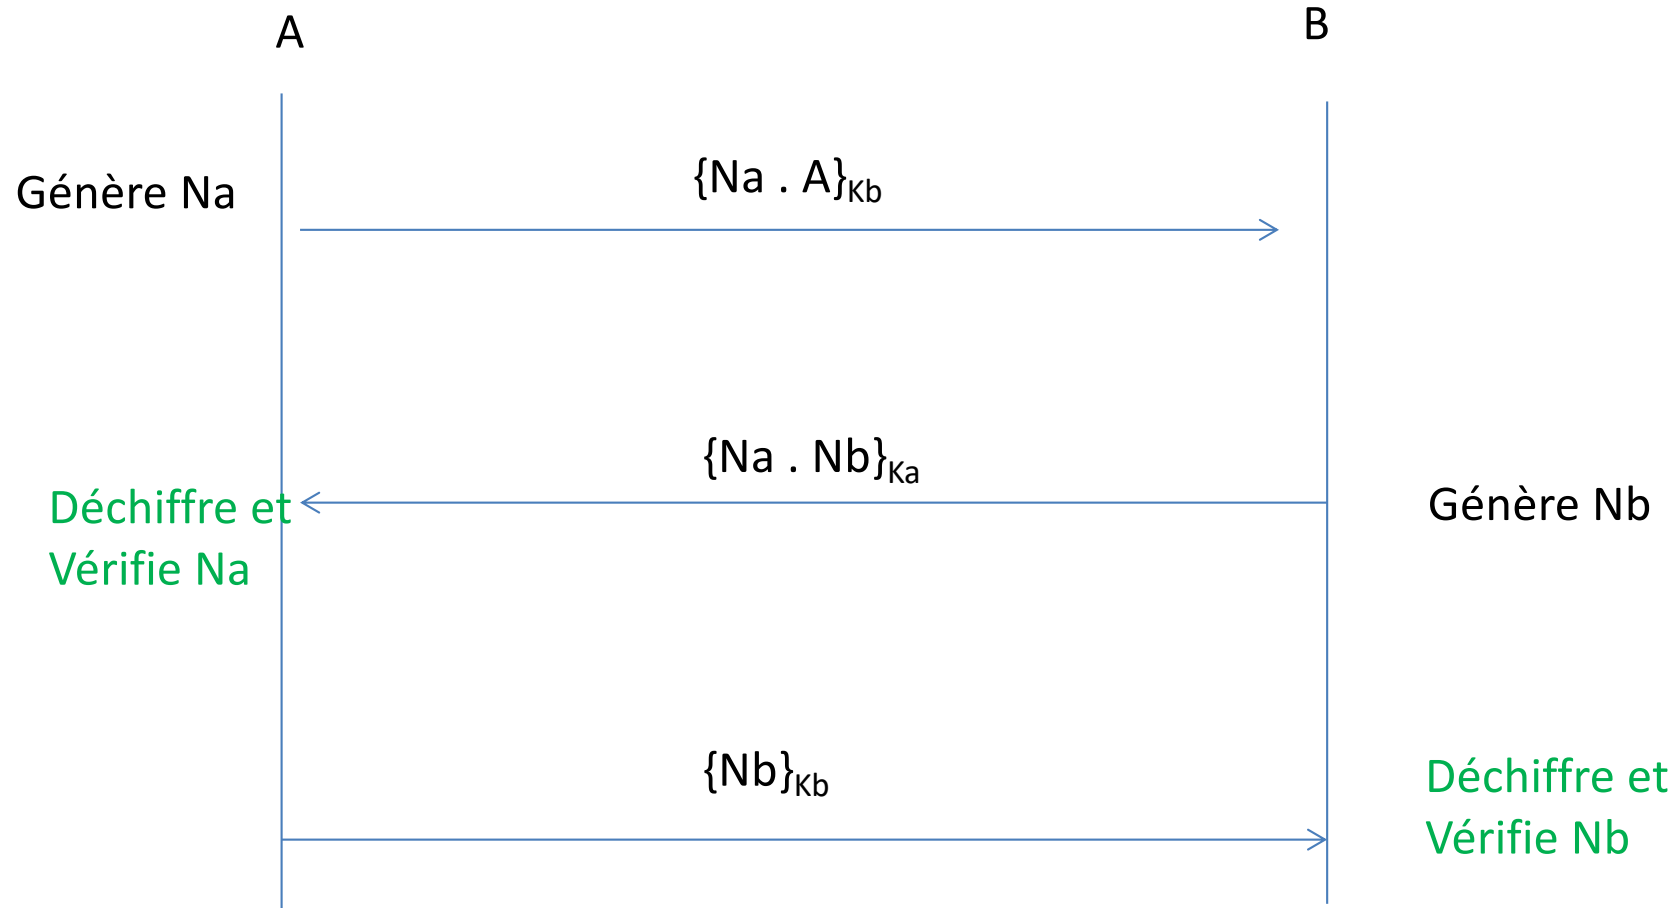 A
B
Génère Na
{Na . A}Kb
{Na . Nb}Ka
Déchiffre et
Vérifie Na
Génère Nb
{Nb}Kb
Déchiffre et
Vérifie Nb